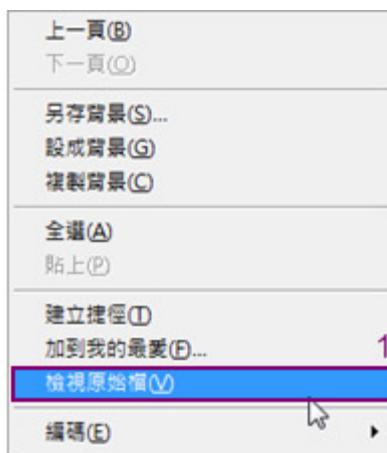 上一頁(B)
下一頁(O)
另存背景(S)...
設成背景(G)
複製背景(C)
全選(A)
貼上(P)
建立捷徑(T)
加到我的最愛(F)...
1
檢視原始檔(V)
編碼(E)